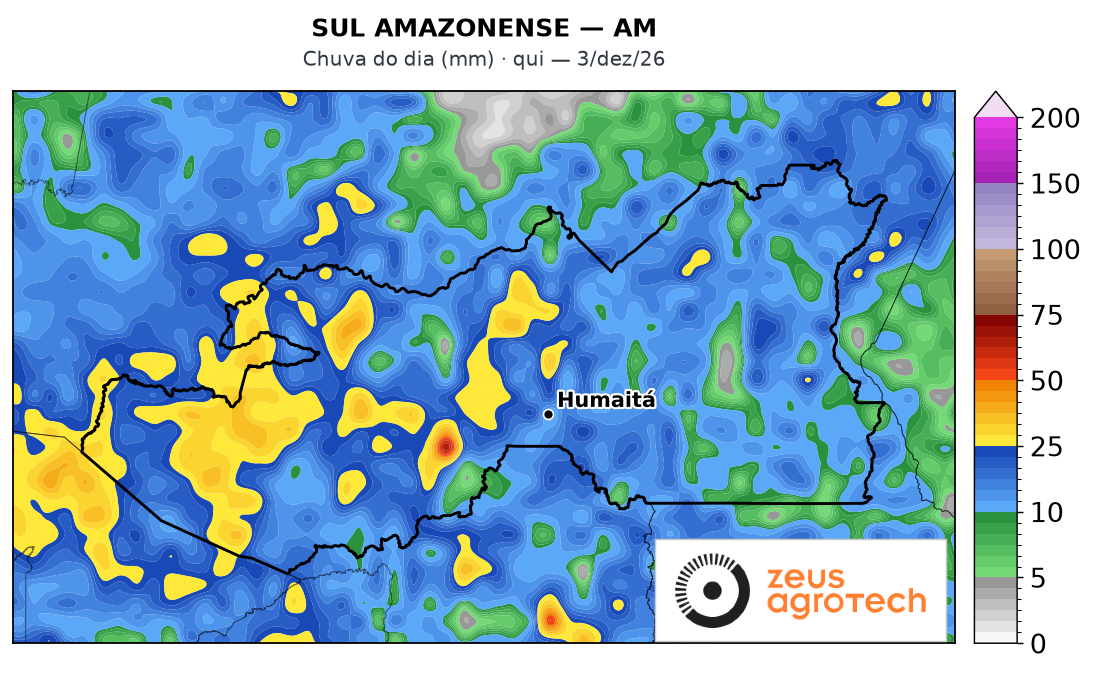 SUL AMAZONENSE — AM
Chuva do dia (mm) · qui — 3/dez/26
200
150
100
75
50
25
10
5
0
Humaitá
zeus
agrotech